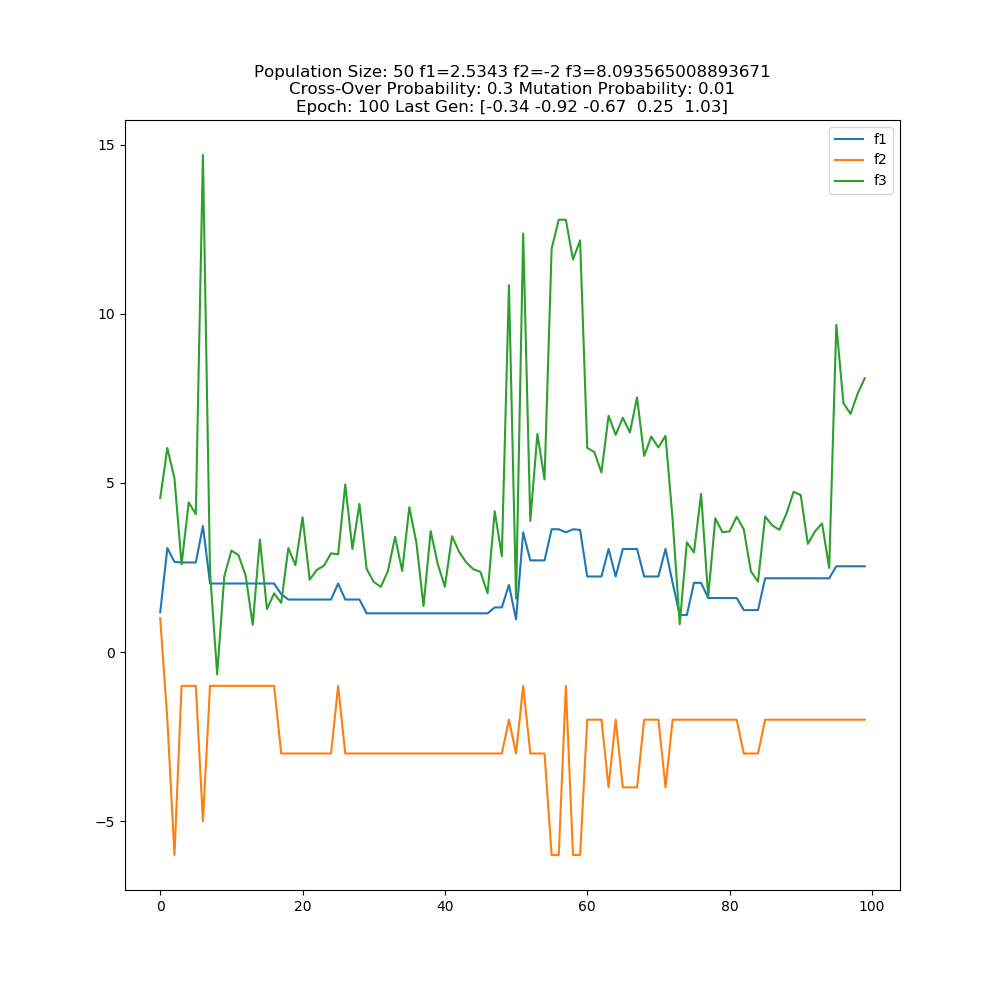 Population Size: 50 f1=2.5343 f2=-2 f3=8.093565008893671
Cross-Over Probability: 0.3 Mutation Probability: 0.01
Epoch: 100 Last Gen: [-0.34 -0.92 -0.67  0.25  1.03]
f1
f2
f3
15
10
5
0
−5
0 20 40 60 80 100